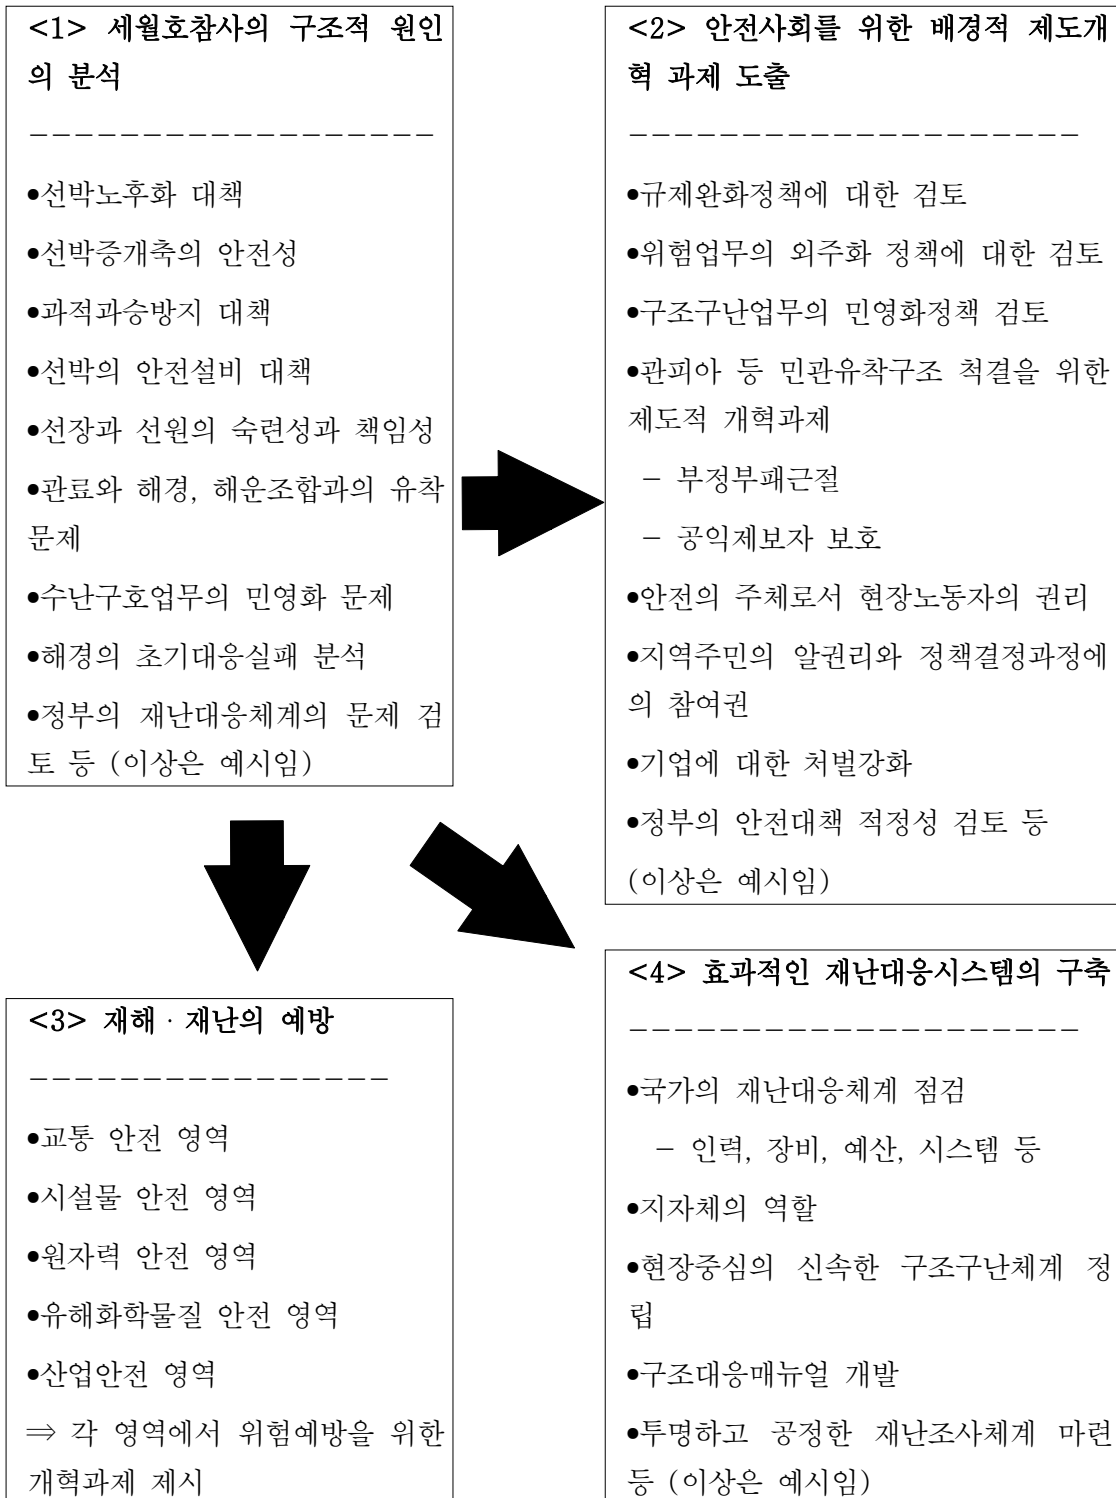 <1> 세월호참사의 구조적 원인
의 분석
------------------
●선박노후화 대책
●선박증개축의 안전성
●과적과승방지 대책
●선박의 안전설비 대책
●선장과 선원의 숙련성과 책임성
●관료와 해경, 해운조합과의 유착
문제
●수난구호업무의 민영화 문제
●해경의 초기대응실패 분석
●정부의 재난대응체계의 문제 검
토 등 (이상은 예시임)
<2> 안전사회를 위한 배경적 제도개
혁 과제 도출
--------------------
●규제완화정책에 대한 검토
●위험업무의 외주화 정책에 대한 검토
●구조구난업무의 민영화정책 검토
●관피아 등 민관유착구조 척결을 위한
제도적 개혁과제
- 부정부패근절
- 공익제보자 보호
●안전의 주체로서 현장노동자의 권리
●지역주민의 알권리와 정책결정과정에
의 참여권
●기업에 대한 처벌강화
●정부의 안전대책 적정성 검토 등
(이상은 예시임)
<3> 재해 · 재난의 예방
----------------
●교통 안전 영역
●시설물 안전 영역
●원자력 안전 영역
●유해화학물질 안전 영역
●산업안전 영역
⇒ 각 영역에서 위험예방을 위한
개혁과제 제시
<4> 효과적인 재난대응시스템의 구축
--------------------
●국가의 재난대응체계 점검
- 인력, 장비, 예산, 시스템 등
●지자체의 역할
●현장중심의 신속한 구조구난체계 정
립
●구조대응매뉴얼 개발
●투명하고 공정한 재난조사체계 마련
등 (이상은 예시임)